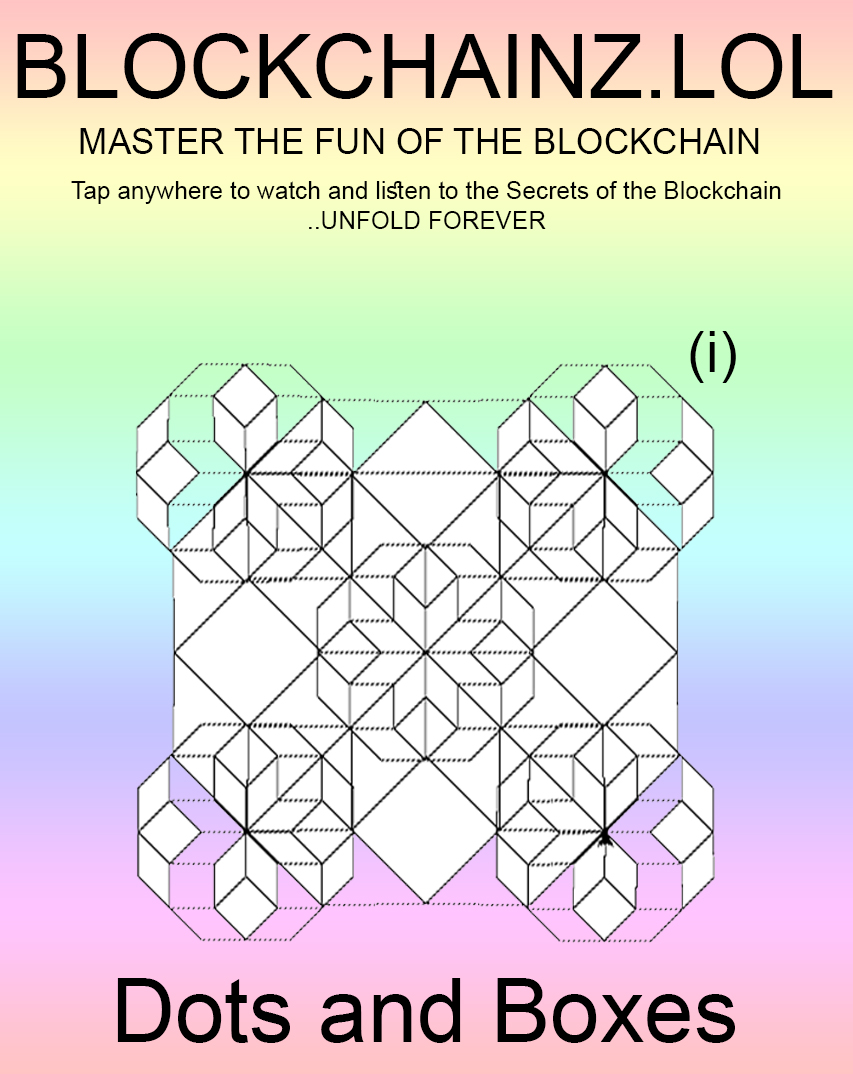 BLOCKCHAINZ.LOL
MASTER THE FUN OF THE BLOCKCHAIN
Tap anywhere to watch and listen to the Secrets of the Blockchain
..UNFOLD FOREVER
(i)
Dots and Boxes